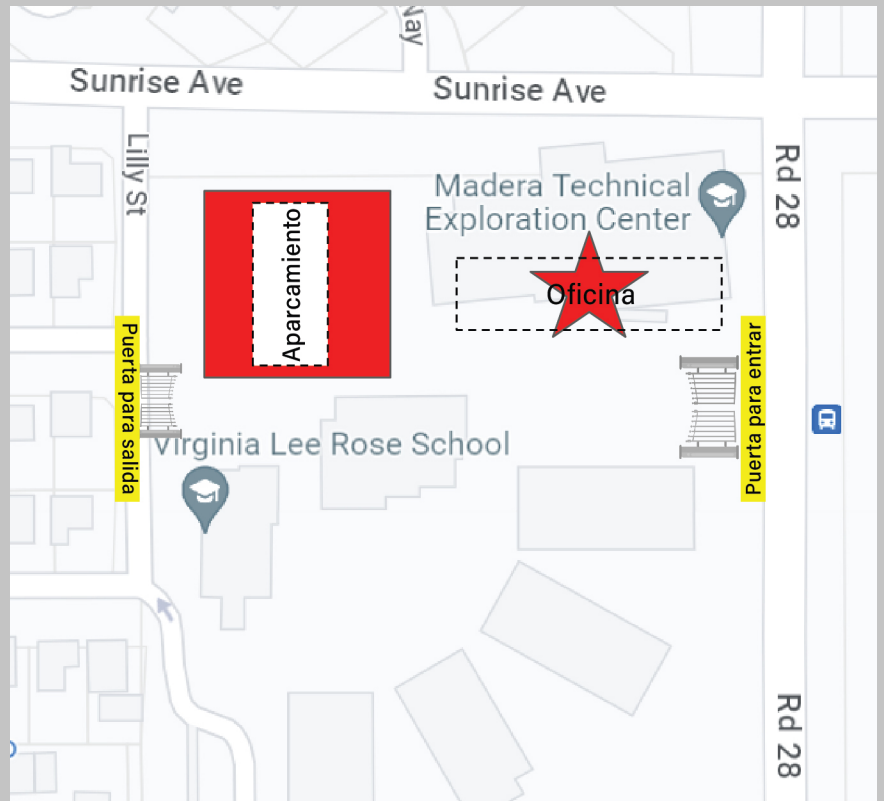 Way
Sunrise Ave
Sunrise Ave
Lilly St
Rd 28
Madera Technical
Exploration Center
Aparcamiento
Oficina
Puerta para salida
Puerta para entrar
Virginia Lee Rose School
Rd 28